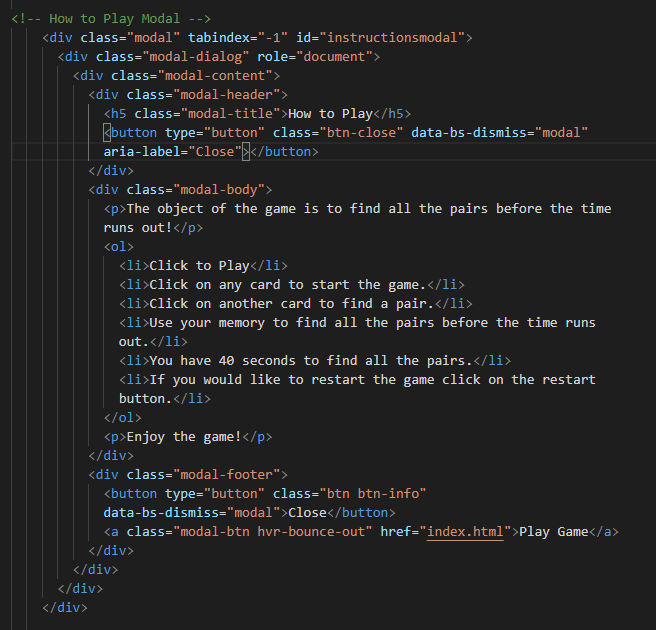 <!-- How to Play Modal -->
<div class="modal" tabindex="-1" id="instructionsmodal">
<div class="modal-dialog" role="document">
<div class="modal-content">
<div class="modal-header">
<h5 class="modal-title">How to Play</h5>
<button type="button" class="btn-close" data-bs-dismiss="modal"
aria-label="Close"></button>
</div>
<div class="modal-body">
<p>The object of the game is to find all the pairs before the time
runs out!</p>
<ol>
<li>Click to Play</li>
<li>Click on any card to start the game.</li>
<li>Click on another card to find a pair.</li>
<li>Use your memory to find all the pairs before the time runs
out.</li>
<li>You have 40 seconds to find all the pairs.</li>
<li>If you would like to restart the game click on the restart
button.</li>
</ol>
<p>Enjoy the game!</p>
</div>
<div class="modal-footer">
<button type="button" class="btn btn-info"
data-bs-dismiss="modal">Close</button>
<a class="modal-btn hvr-bounce-out" href="index.html">Play Game</a>
</div>
</div>
</div>
</div>